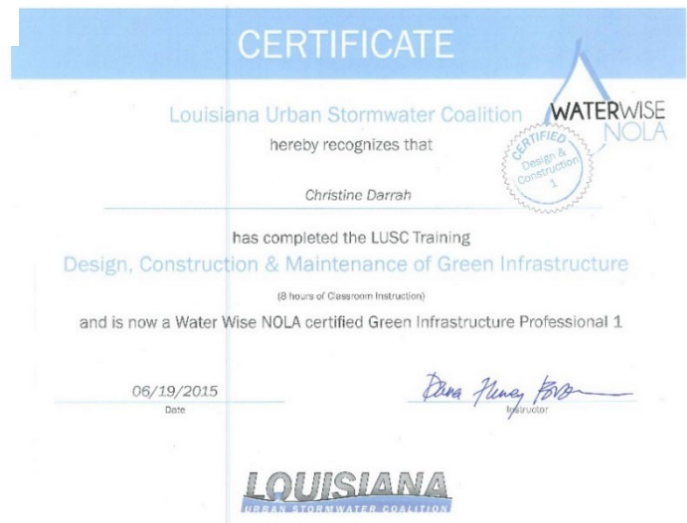 CERTIFICATE
Louisiana Urban Stormwater Coalition
WATERWISE
NOLA
hereby recognizes that
CERTIFIED
Design &
Construction
1
Christine Darrah
has completed the LUSC Training
Design, Construction & Maintenance of Green Infrastructure
(8 hours of Classroom Instruction)
and is now a Water Wise NOLA certified Green Infrastructure Professional 1
06/19/2015
Date
Dana
Instructor
LOUISIANA
URBAN STORMWATER COALITION